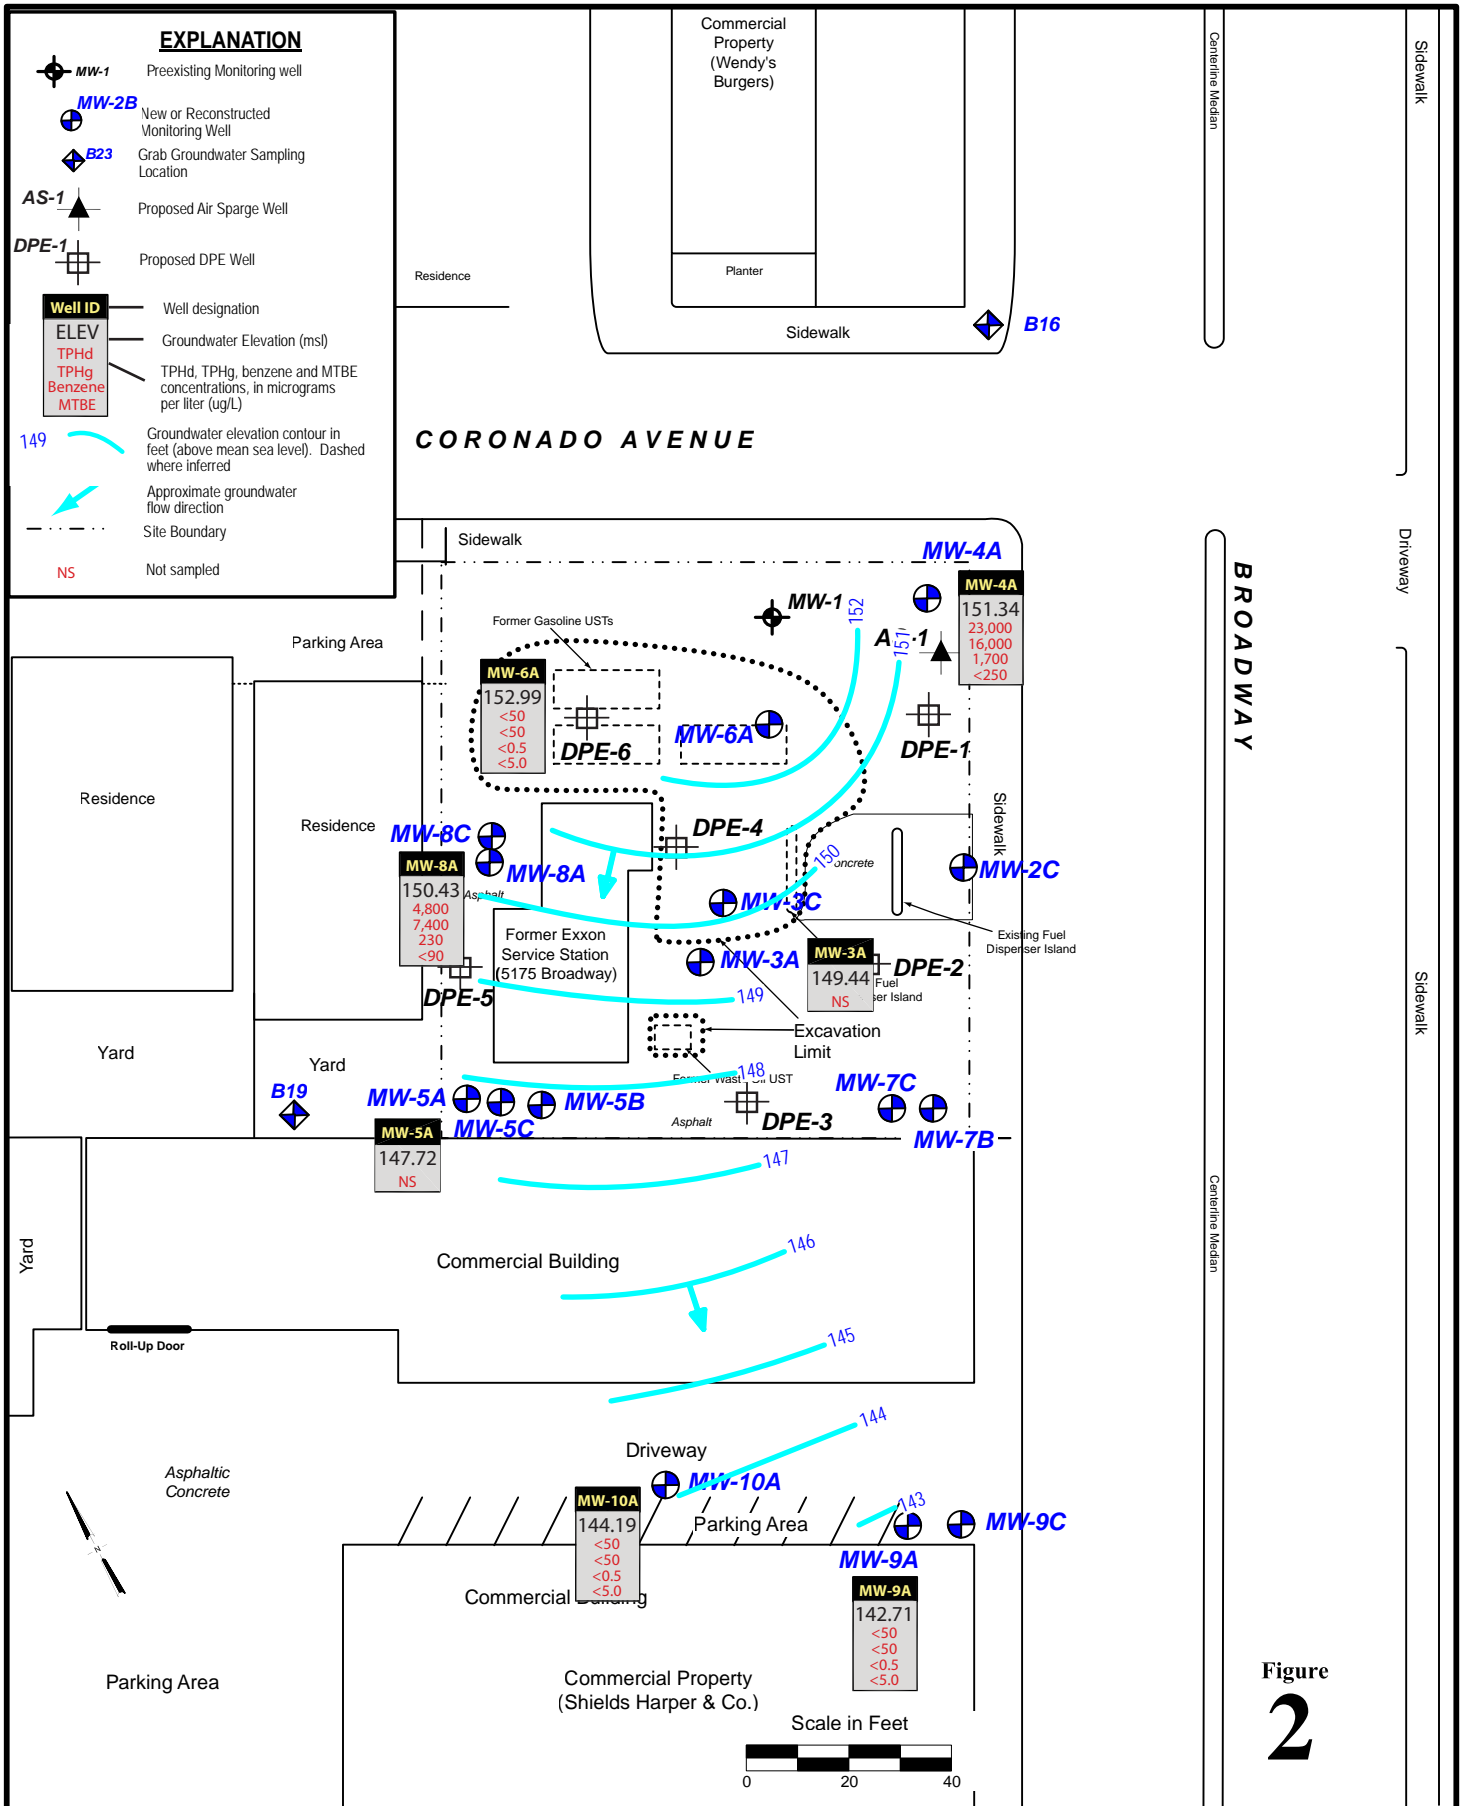 EXPLANATION
MW-1
Preexisting Monitoring well
MW-2B
New or Reconstructed
Monitoring Well
B23
Grab Groundwater Sampling
Location
AS-1
Proposed Air Sparge Well
DPE-1
Proposed DPE Well
Well ID
Well designation
ELEV
Groundwater Elevation (msl)
TPHd
TPHg
Benzene
MTBE
TPHd, TPHg, benzene and MTBE
concentrations, in micrograms
per liter (ug/L)
149
Groundwater elevation contour in
feet (above mean sea level). Dashed
where inferred
Approximate groundwater
flow direction
Site Boundary
NS
Not sampled
Commercial
Property
(Wendy's
Burgers)
Centerline Median
Sidewalk
Residence
Planter
Sidewalk
B16
CORONADO AVENUE
Sidewalk
MW-4A
Driveway
BROADWAY
MW-4A
151.34
23,000
16,000
1,700
<250
MW-1
152
151
Former Gasoline USTs
Parking Area
MW-6A
152.99
<50
<50
<0.5
<5.0
DPE-6
MW-6A
DPE-1
Residence
Residence
Sidewalk
MW-8C
MW-8A
DPE-4
150
MW-2C
MW-8A
150.43
4,800
7,400
230
<90
Asphalt
MW-3C
Former Exxon
Service Station
(5175 Broadway)
Existing Fuel
Dispenser Island
MW-3A
MW-3A
149.44
NS
DPE-2
Fuel
Island
DPE-5
149
Sidewalk
Excavation
Limit
Yard
Yard
148
Former
UST
B19
MW-5A
MW-5C
MW-5B
MW-7C
MW-7B
DPE-3
Asphalt
MW-5A
147.72
NS
147
Yard
Commercial Building
146
Centerline Median
Roll-Up Door
145
144
Driveway
Asphaltic
Concrete
MW-10A
MW-10A
144.19
<50
<50
<0.5
<5.0
Parking Area
143
MW-9C
MW-9A
N
Commercial Building
MW-9A
142.71
<50
<50
<0.5
<5.0
Parking Area
Commercial Property
(Shields Harper & Co.)
Scale in Feet
0 20 40
Figure
2